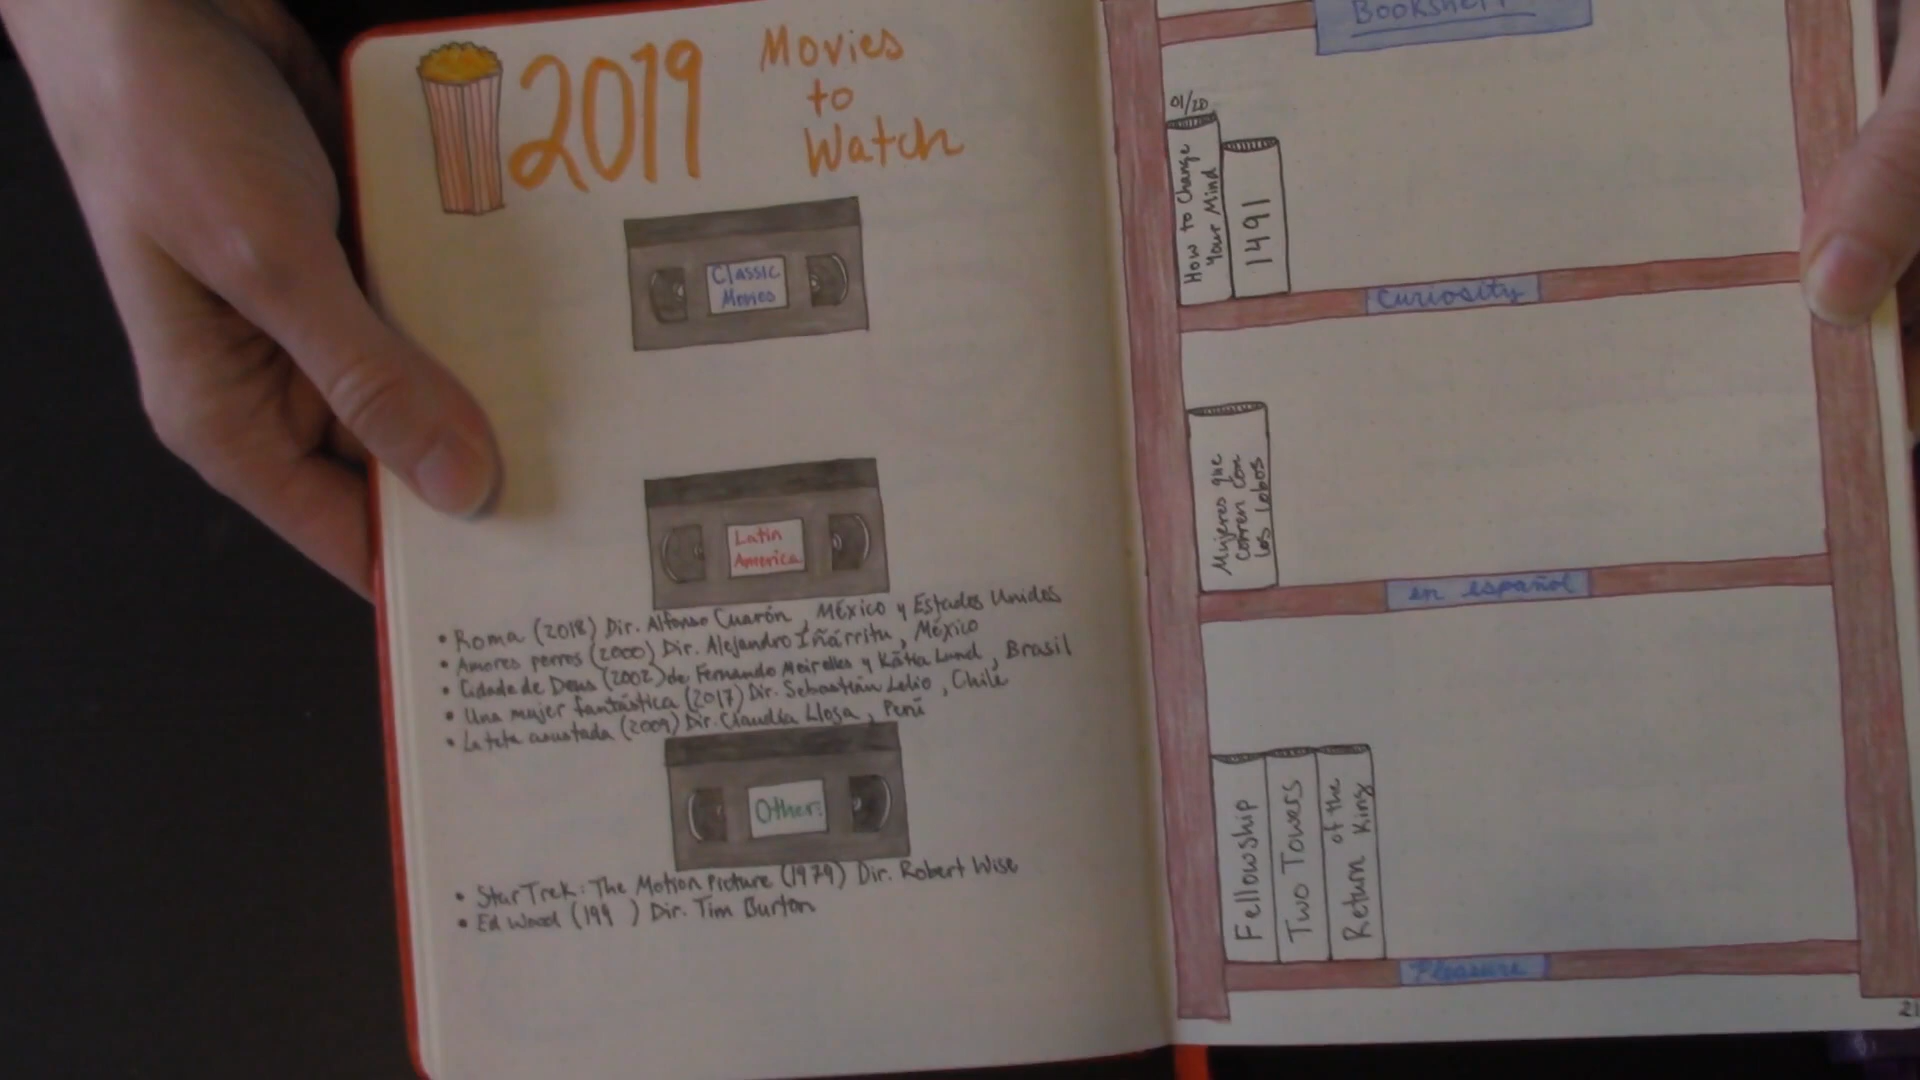 2019
Movies
to
Watch
Classic
Movies
Latin
America
• Roma (2018) Dir. Alfonso Cuarón, México y Estados Unidos
• Amores perros (2000) Dir. Alejandro Iñárritu, México
• Cidade de Deus (2002) de Fernando Meirelles y Kátia Lund, Brasil
• Una mujer fantástica (2017) Dir. Sebastián Lelio, Chile
• La teta asustada (2009) Dir. Claudia Llosa, Perú
Other:
• Star Trek: The Motion Picture (1979) Dir. Robert Wise
• Ed Wood (199 ) Dir. Tim Burton
Bookshelf
01/20
How to Change
Your Mind
1491
Curiosity
Mujeres que
corren con
los lobos
en español
Fellowship
Two Towers
Return of the
King
Pleasure
21